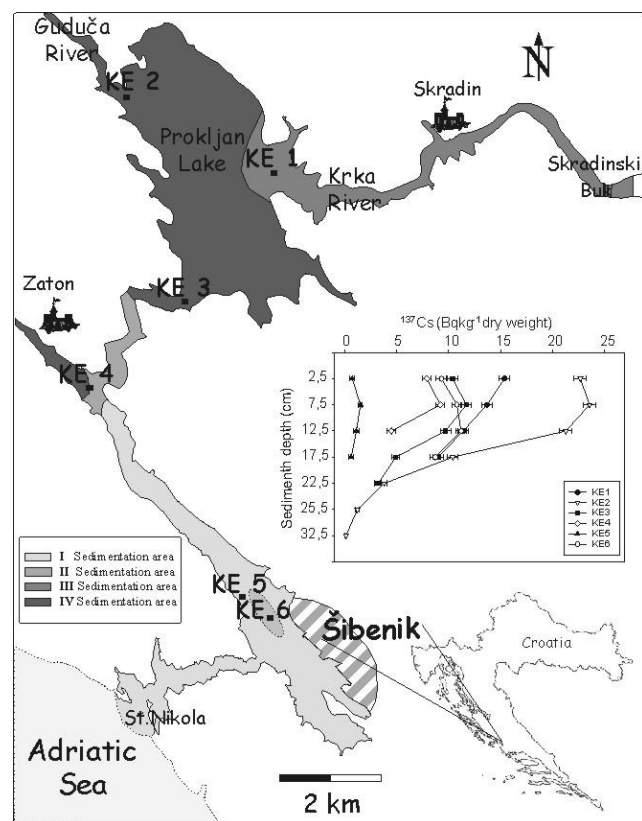 Guduča
River
KE 2
N
Skradin
Prokljan
Lake
KE 1
Krka
River
Skradinski
Buk
Zaton
KE 3
KE 4
¹³⁷Cs (Bqkg⁻¹dry weight)
0 5 10 15 20 25
Sedimenth depth (cm)
2,5
7,5
12,5
17,5
22,5
25,5
32,5
KE1
KE2
KE3
KE4
KE5
KE6
I Sedimentation area
II Sedimentation area
III Sedimentation area
IV Sedimentation area
KE 5
KE 6
Šibenik
Croatia
St.Nikola
Adriatic
Sea
2 km